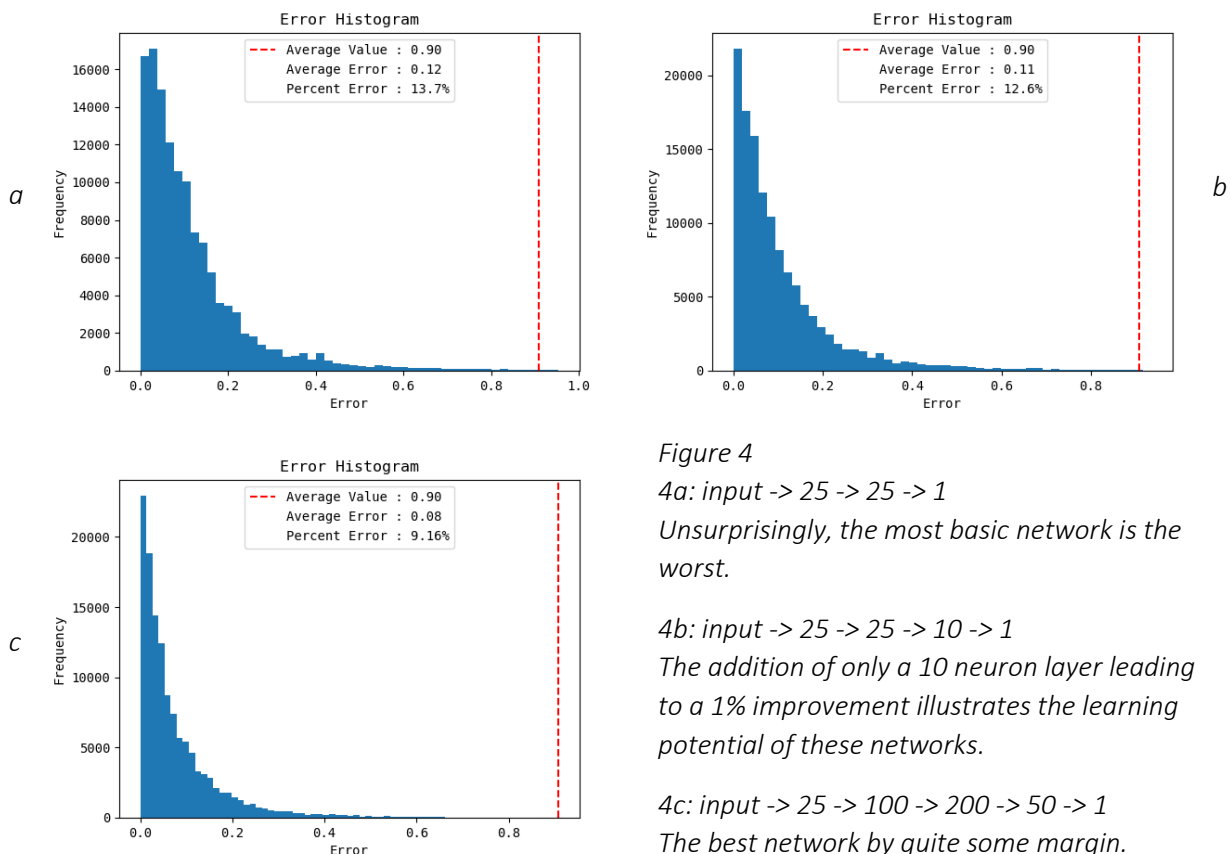 Error Histogram
Average Value : 0.90
Average Error : 0.12
Percent Error : 13.7%
Frequency
16000
14000
12000
10000
8000
6000
4000
2000
0
0.0 0.2 0.4 0.6 0.8 1.0
Error
a
Error Histogram
Average Value : 0.90
Average Error : 0.11
Percent Error : 12.6%
Frequency
20000
15000
10000
5000
0
0.0 0.2 0.4 0.6 0.8
Error
b
Error Histogram
Average Value : 0.90
Average Error : 0.08
Percent Error : 9.16%
Frequency
20000
15000
10000
5000
0
0.0 0.2 0.4 0.6 0.8
Error
c
Figure 4
4a: input -> 25 -> 25 -> 1
Unsurprisingly, the most basic network is the
worst.
4b: input -> 25 -> 25 -> 10 -> 1
The addition of only a 10 neuron layer leading
to a 1% improvement illustrates the learning
potential of these networks.
4c: input -> 25 -> 100 -> 200 -> 50 -> 1
The best network by quite some margin.